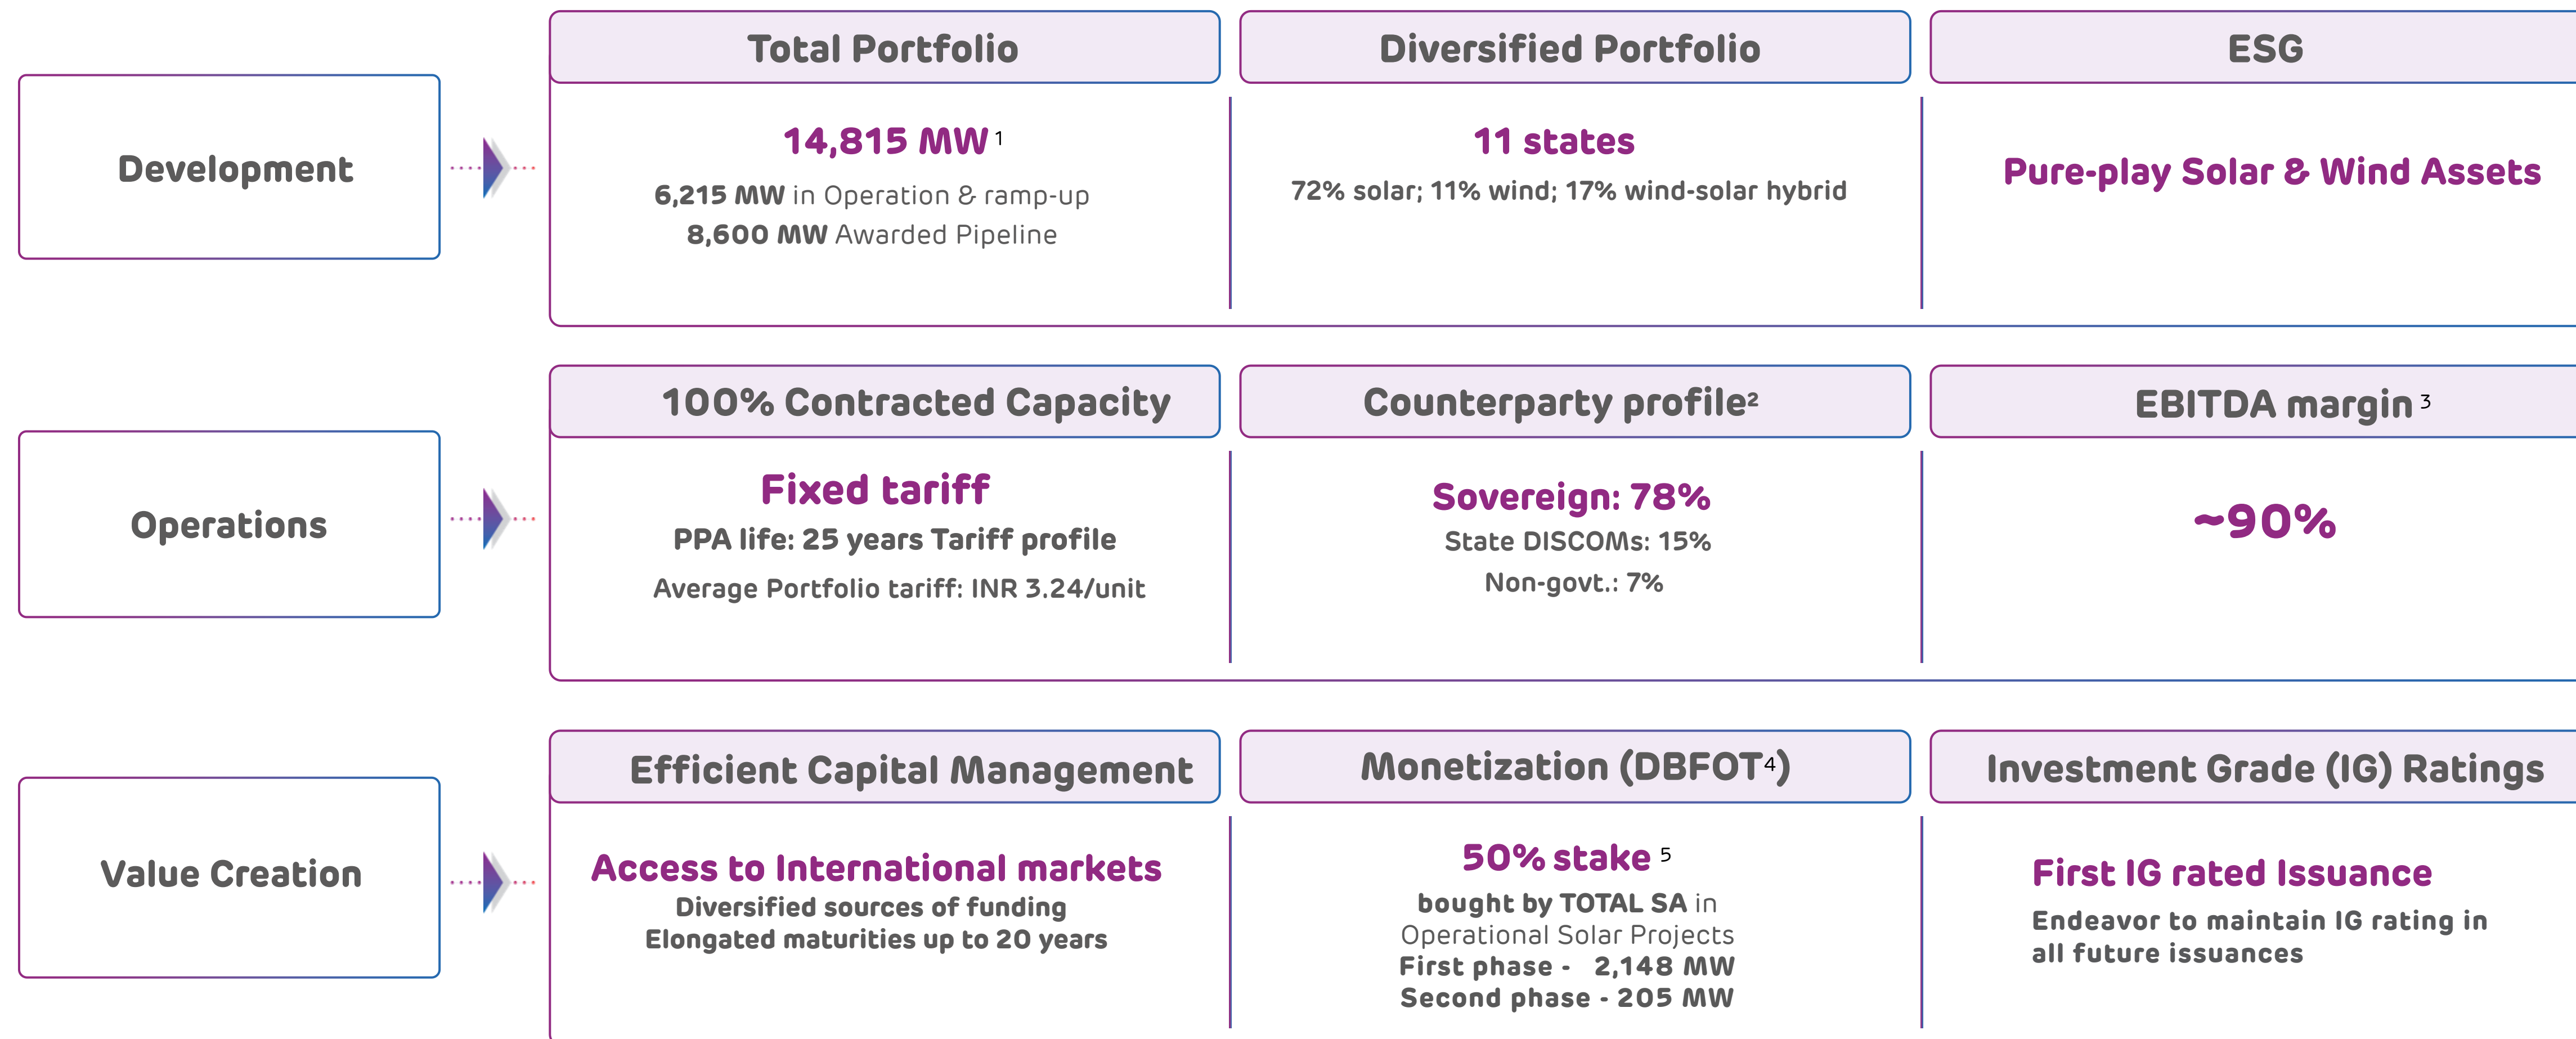 Development
Total Portfolio
14,815 MW 1
6,215 MW in Operation & ramp-up
8,600 MW Awarded Pipeline
Diversified Portfolio
11 states
72% solar; 11% wind; 17% wind-solar hybrid
ESG
Pure-play Solar & Wind Assets
Operations
100% Contracted Capacity
Fixed tariff
PPA life: 25 years Tariff profile
Average Portfolio tariff: INR 3.24/unit
Counterparty profile²
Sovereign: 78%
State DISCOMs: 15%
Non-govt.: 7%
EBITDA margin 3
~90%
Value Creation
Efficient Capital Management
Access to International markets
Diversified sources of funding
Elongated maturities up to 20 years
Monetization (DBFOT4)
50% stake 5
bought by TOTAL SA in
Operational Solar Projects
First phase - 2,148 MW
Second phase - 205 MW
Investment Grade (IG) Ratings
First IG rated Issuance
Endeavor to maintain IG rating in
all future issuances